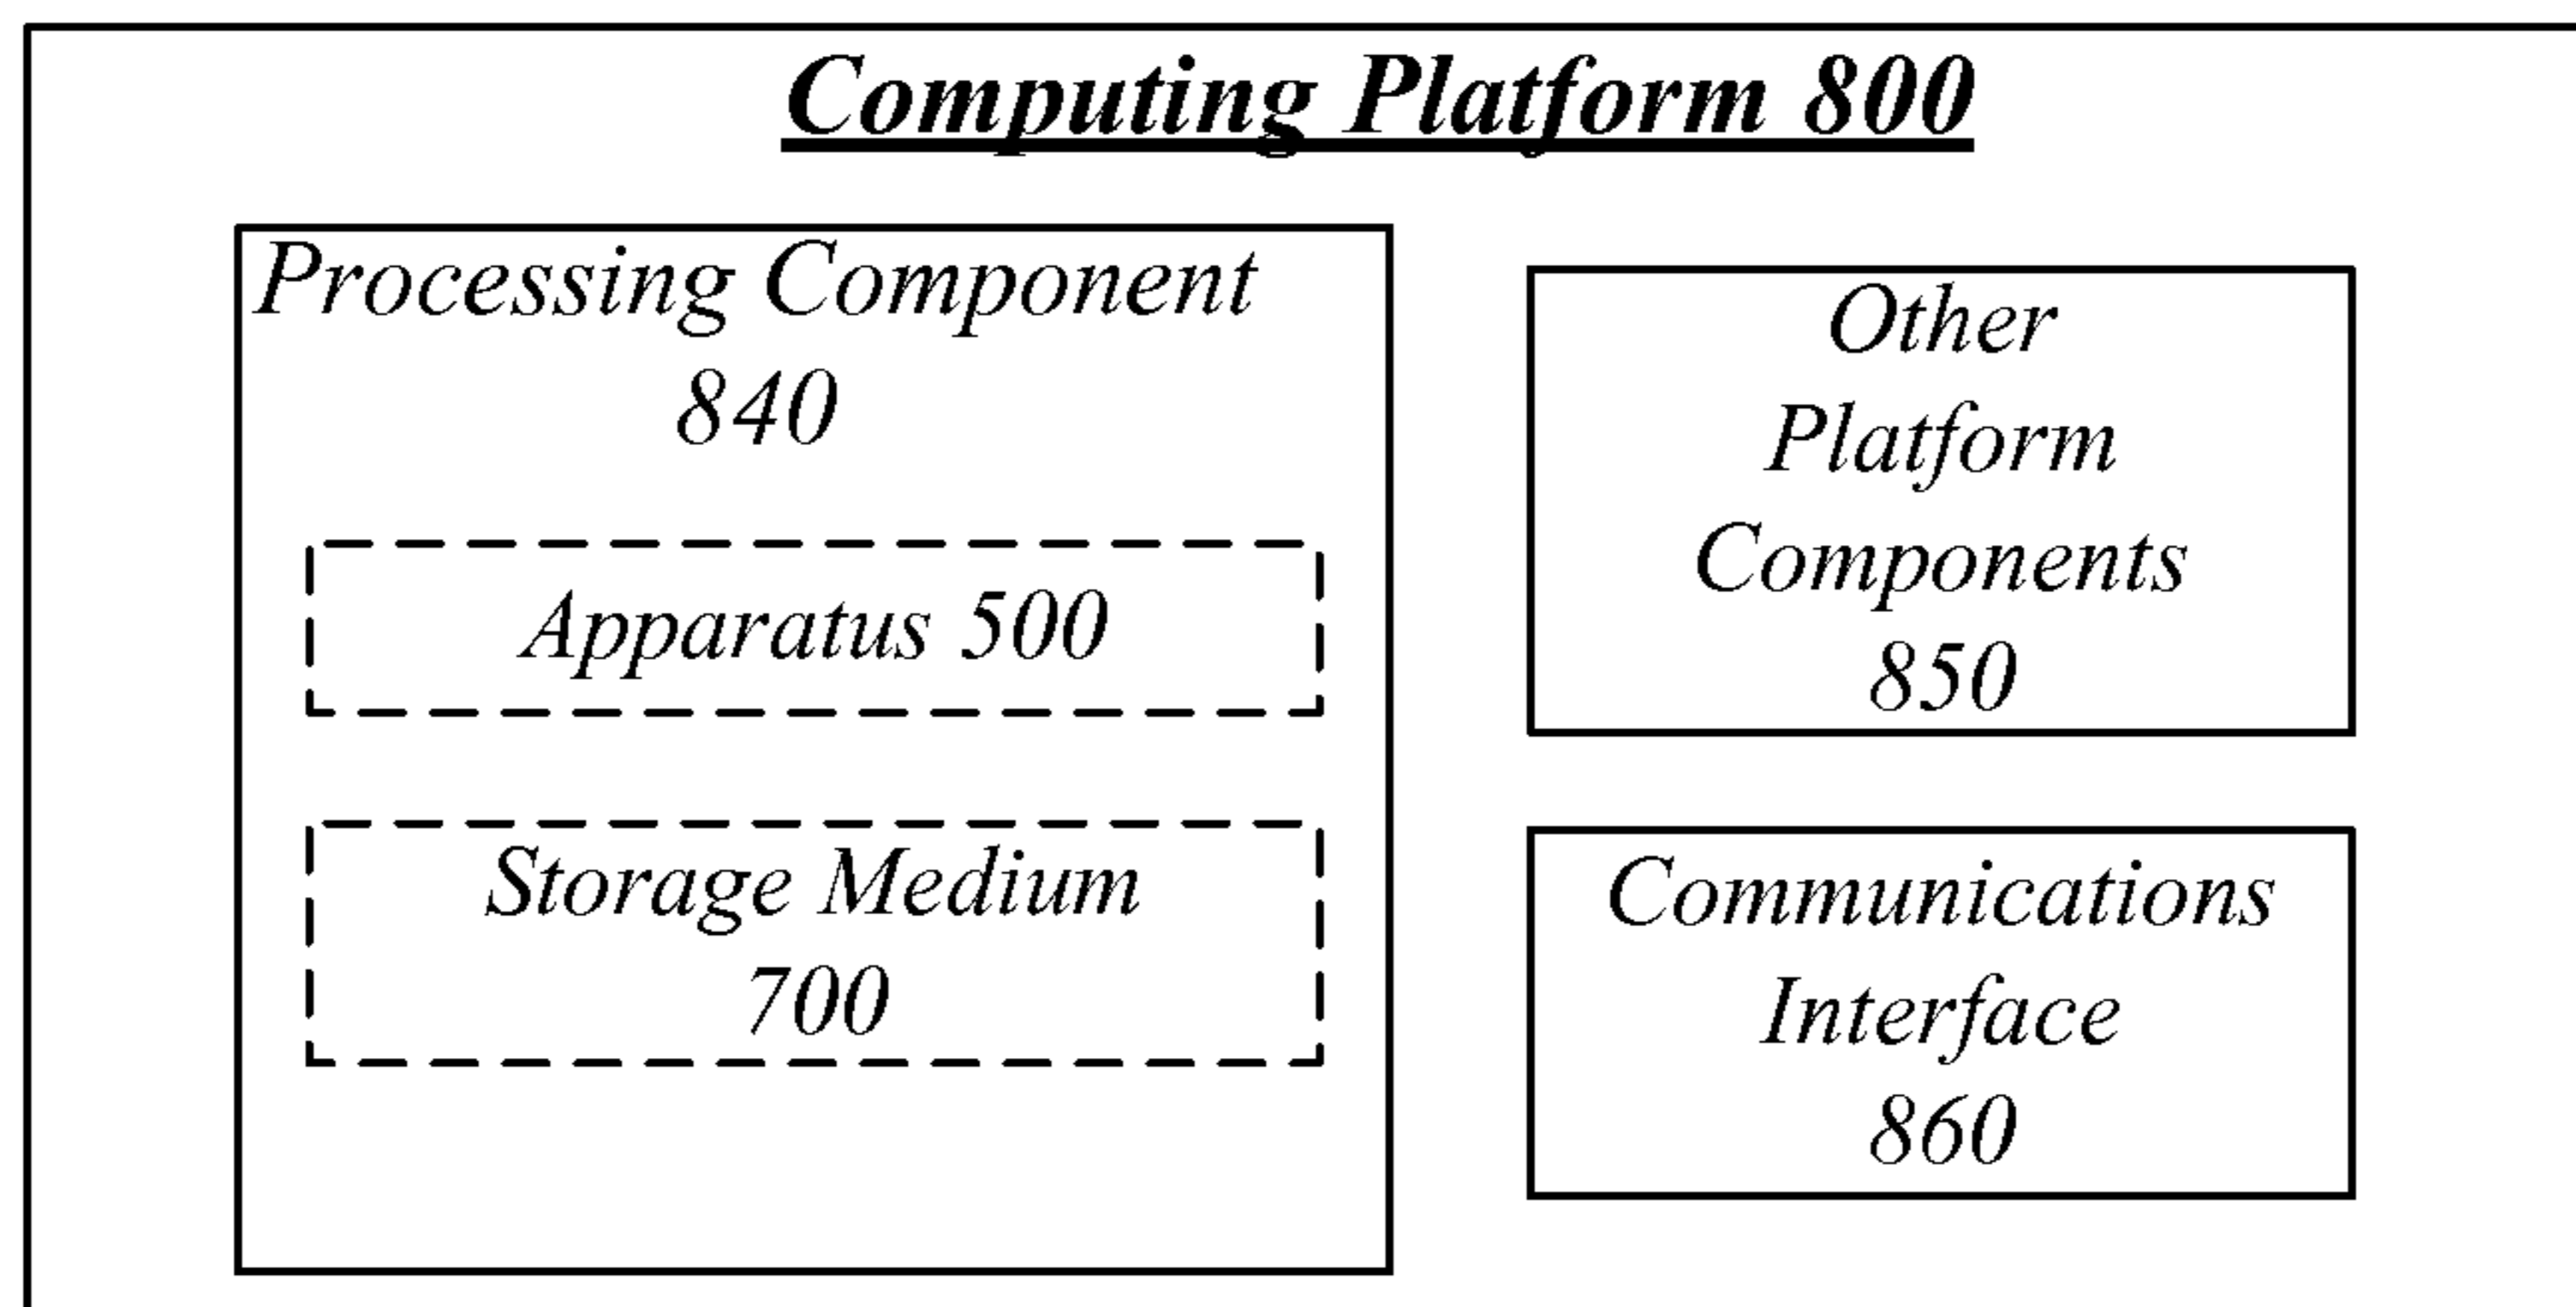 Computing Platform 800
Processing Component
840
Apparatus 500
Storage Medium
700
Other
Platform
Components
850
Communications
Interface
860